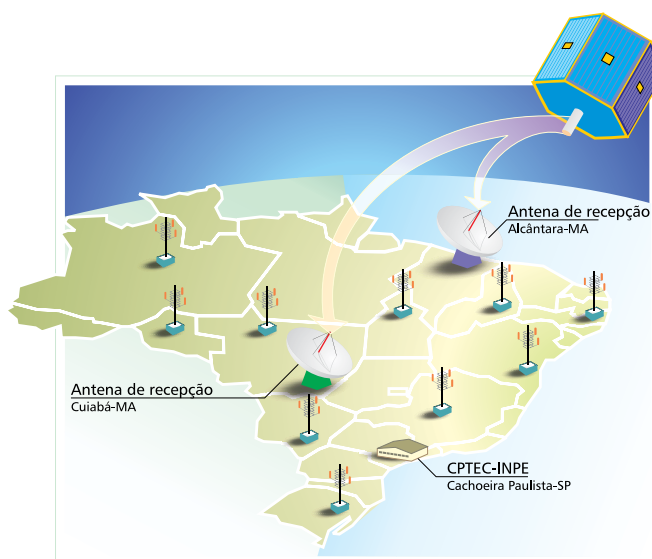 Antena de recepção
Alcântara-MA
Antena de recepção
Cuiabá-MA
CPTEC-INPE
Cachoeira Paulista-SP